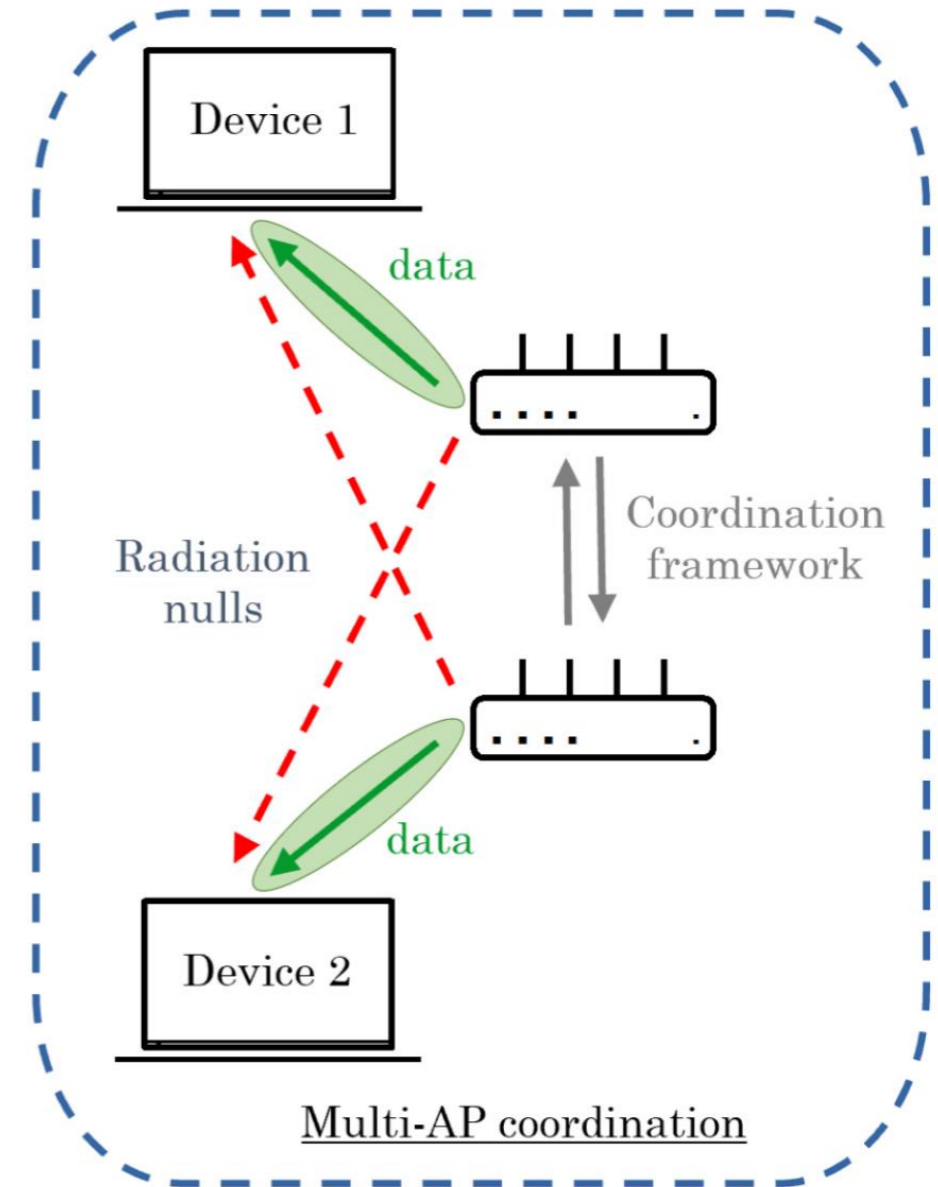 Device 1
data
Coordination
framework
Radiation
nulls
data
Device 2
Multi-AP coordination